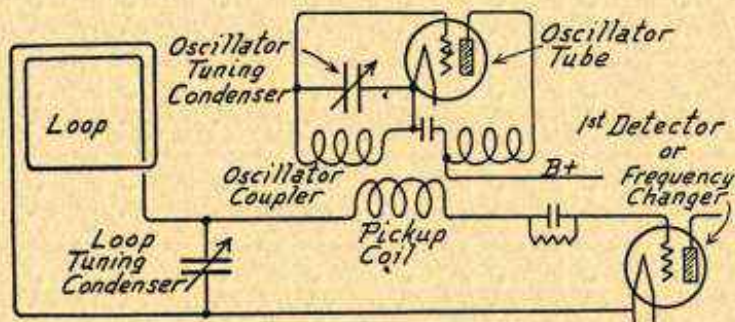 Oscillator
Tuning
Condenser
Oscillator
Tube
Loop
1st Detector
or
Frequency
Changer
B+
Oscillator
Coupler
Pickup
Coil
Loop
Tuning
Condenser